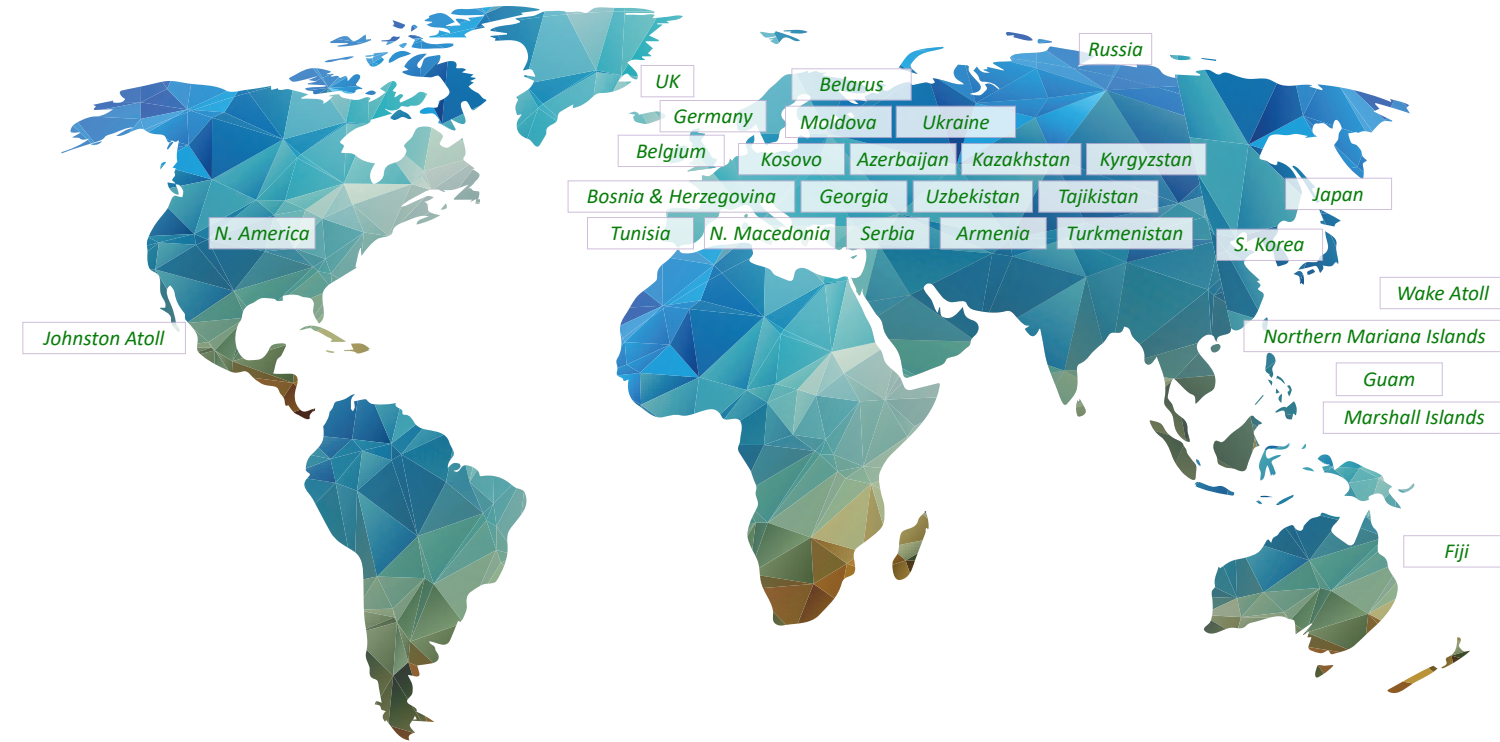 Russia
UK
Belarus
Germany
Moldova
Ukraine
Belgium
Kosovo
Azerbaijan
Kazakhstan
Kyrgyzstan
Bosnia & Herzegovina
Georgia
Uzbekistan
Tajikistan
Japan
N. America
Tunisia
N. Macedonia
Serbia
Armenia
Turkmenistan
S. Korea
Wake Atoll
Johnston Atoll
Northern Mariana Islands
Guam
Marshall Islands
Fiji